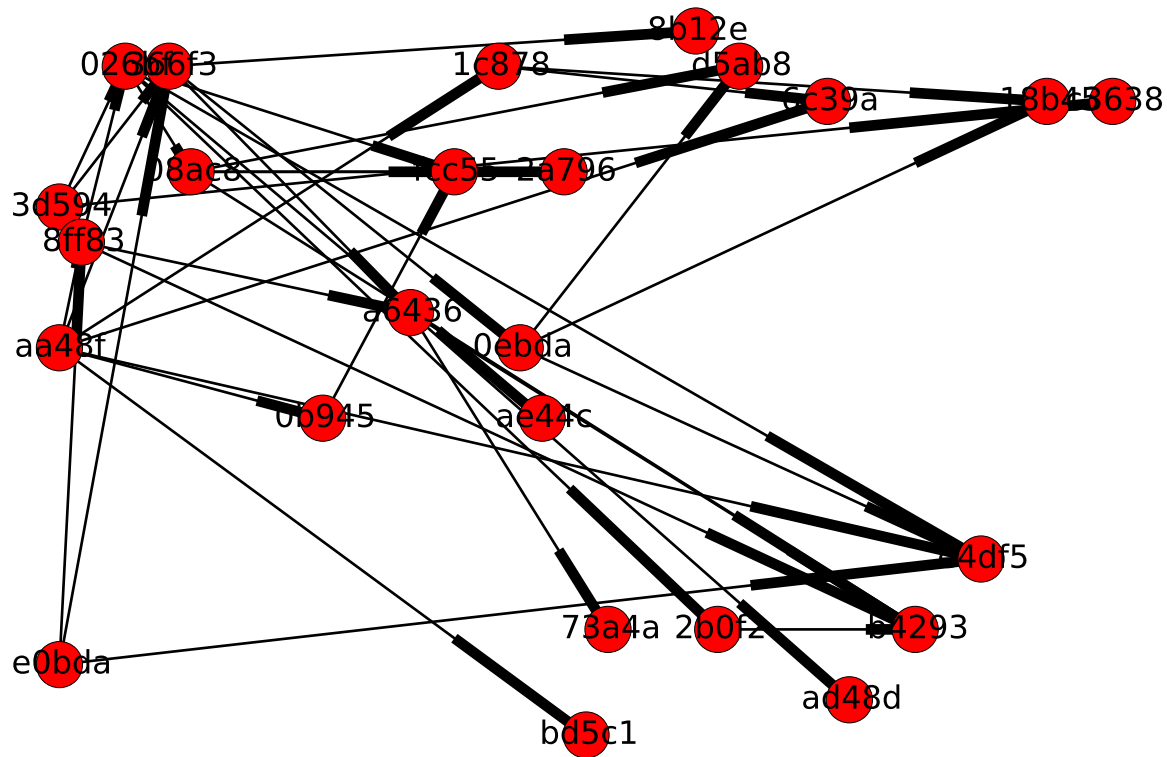 8b12e
1c878
d5ab8
6c39a
08ac8
2a796
3d594
8ff83
a6436
aa48f
0ebda
0b945
ae44c
73a4a
2b0f2
b4293
e0bda
ad48d
bd5c1